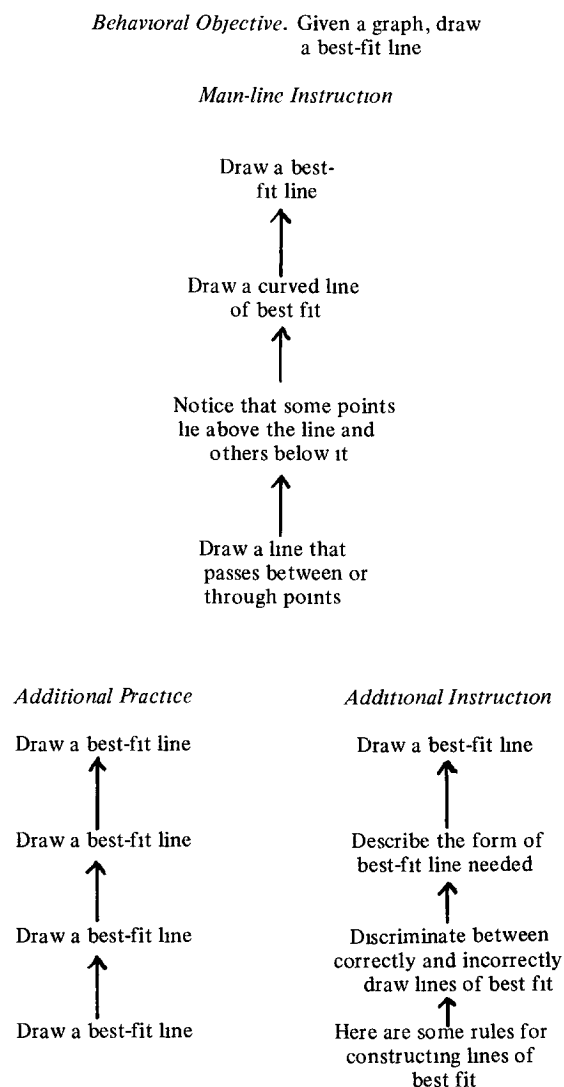 Behavioral Objective. Given a graph, draw
a best-fit line
Main-line Instruction
Draw a best-
fit line
Draw a curved line
of best fit
Notice that some points
lie above the line and
others below it
Draw a line that
passes between or
through points
Additional Practice
Draw a best-fit line
Draw a best-fit line
Draw a best-fit line
Draw a best-fit line
Additional Instruction
Draw a best-fit line
Describe the form of
best-fit line needed
Discriminate between
correctly and incorrectly
draw lines of best fit
Here are some rules for
constructing lines of
best fit